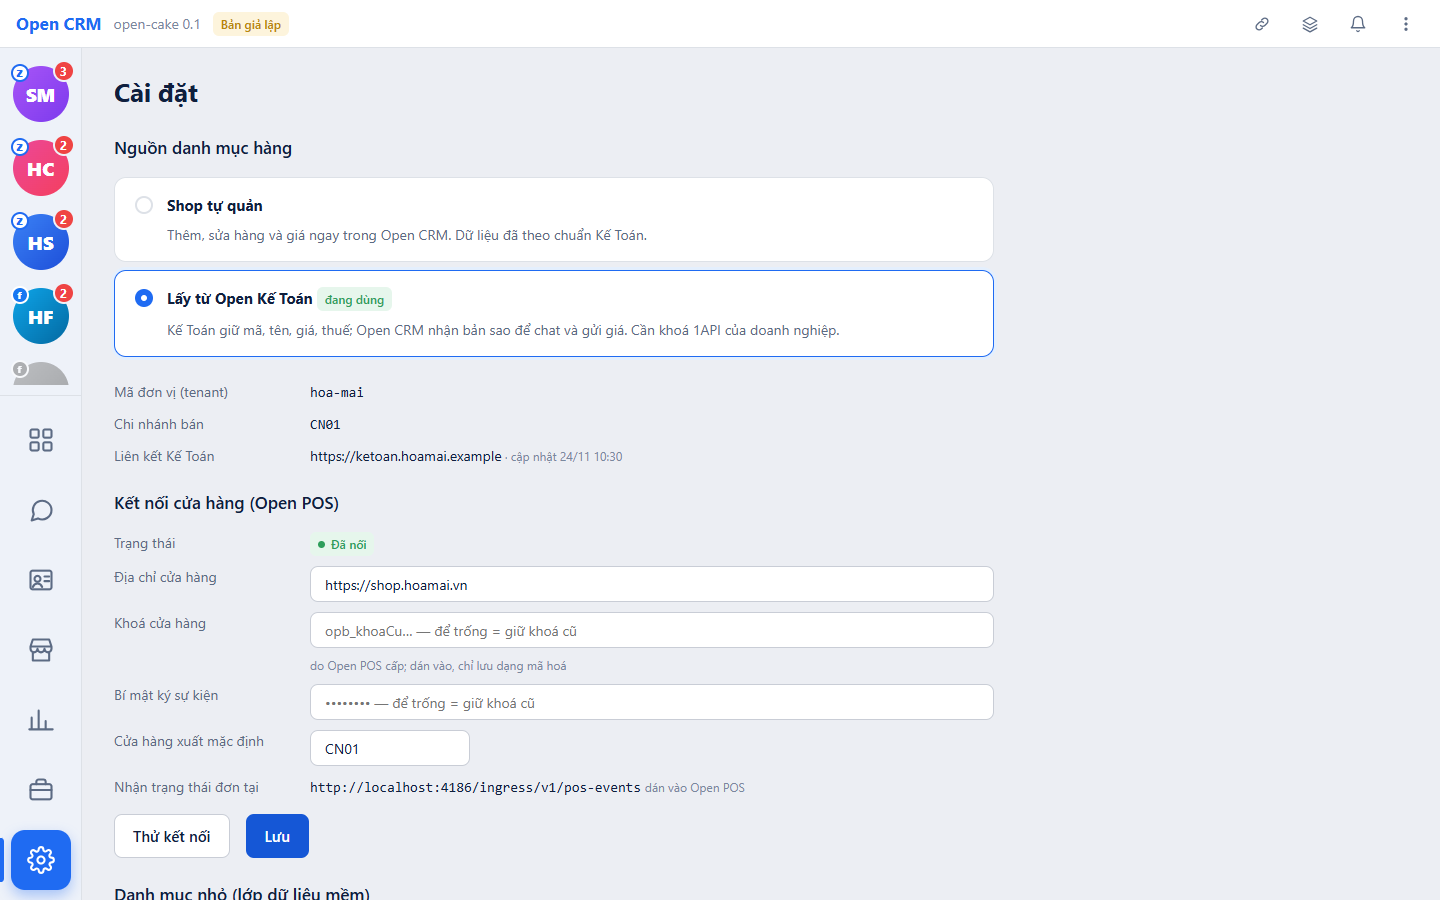 Open CRM open-cake 0.1 Bản giả lập
z 3
SM
z 2
HC
z 2
HS
f 2
HF
f
Cài đặt
Nguồn danh mục hàng
Shop tự quản
Thêm, sửa hàng và giá ngay trong Open CRM. Dữ liệu đã theo chuẩn Kế Toán.
Lấy từ Open Kế Toán đang dùng
Kế Toán giữ mã, tên, giá, thuế; Open CRM nhận bản sao để chat và gửi giá. Cần khoá 1API của doanh nghiệp.
Mã đơn vị (tenant) hoa-mai
Chi nhánh bán CN01
Liên kết Kế Toán https://ketoan.hoamai.example · cập nhật 24/11 10:30
Kết nối cửa hàng (Open POS)
Trạng thái Đã nối
Địa chỉ cửa hàng https://shop.hoamai.vn
Khoá cửa hàng opb_khoaCu... — để trống = giữ khoá cũ
do Open POS cấp; dán vào, chỉ lưu dạng mã hoá
Bí mật ký sự kiện •••••••• — để trống = giữ khoá cũ
Cửa hàng xuất mặc định CN01
Nhận trạng thái đơn tại http://localhost:4186/ingress/v1/pos-events dán vào Open POS
Thử kết nối Lưu
Danh mục nhỏ (lớp dữ liệu mềm)